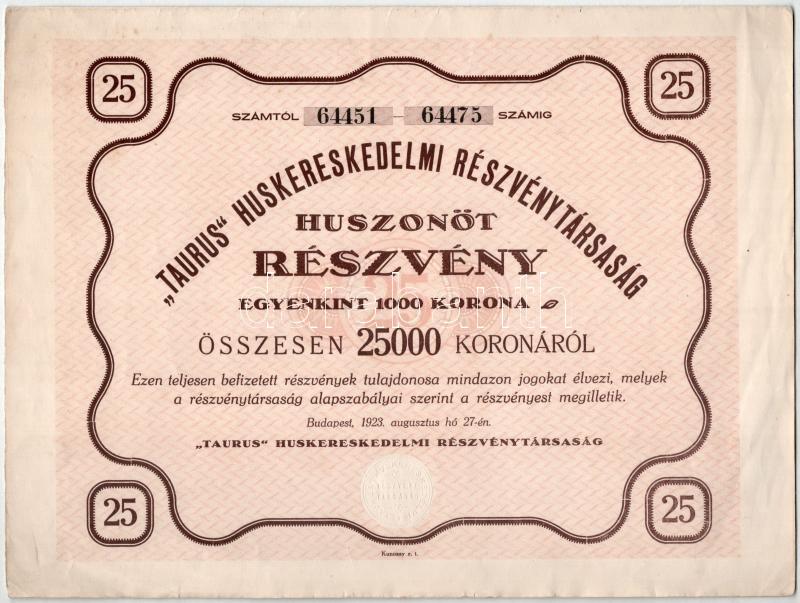 25
25
SZÁMTÓL 64451 — 64475 SZÁMIG
„TAURUS“ HUSKERESKEDELMI RÉSZVÉNYTÁRSASÁG
HUSZONÖT
RÉSZVÉNY
EGYENKINT 1000 KORONA
ÖSSZESEN 25000 KORONÁRÓL
Ezen teljesen befizetett részvények tulajdonosa mindazon jogokat élvezi, melyek
a részvénytársaság alapszabályai szerint a részvényest megilletik.
Budapest, 1923. augusztus hó 27-én.
„TAURUS“ HUSKERESKEDELMI RÉSZVÉNYTÁRSASÁG
25
25
Kunossy r. t.